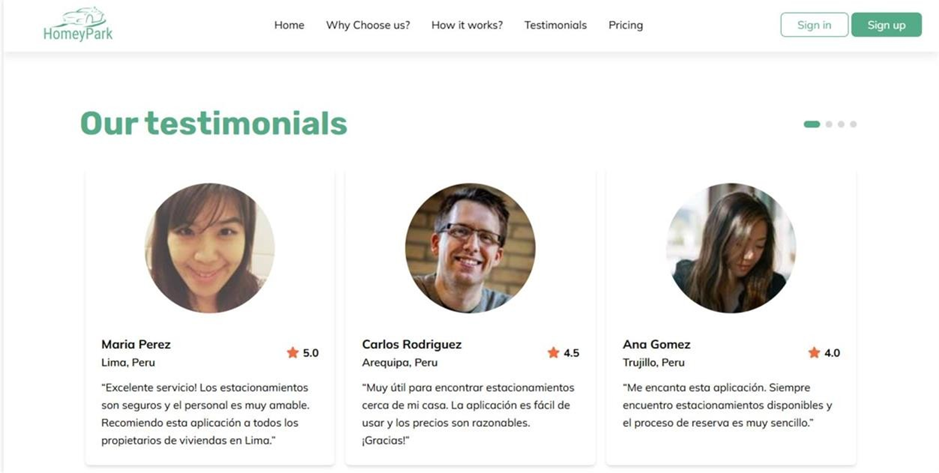 HomeyPark
Home Why Choose us? How it works? Testimonials Pricing
Sign in Sign up
Our testimonials
Maria Perez
Lima, Peru
5.0
“Excelente servicio! Los estacionamientos
son seguros y el personal es muy amable.
Recomiendo esta aplicación a todos los
propietarios de viviendas en Lima.”
Carlos Rodriguez
Arequipa, Peru
4.5
“Muy útil para encontrar estacionamientos
cerca de mi casa. La aplicación es fácil de
usar y los precios son razonables.
¡Gracias!”
Ana Gomez
Trujillo, Peru
4.0
“Me encanta esta aplicación. Siempre
encuentro estacionamientos disponibles y
el proceso de reserva es muy sencillo.”